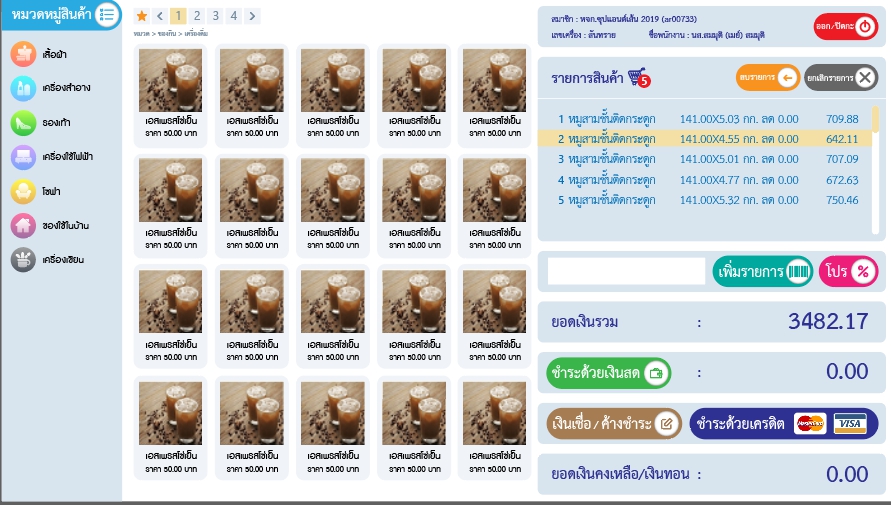 หมวดหมู่สินค้า
เสื้อผ้า
เครื่องสำอาง
รองเท้า
เครื่องใช้ไฟฟ้า
โซฟา
ของใช้ในบ้าน
เครื่องเขียน
1 2 3 4
หมวด > ของกิน > เครื่องดื่ม
เอสเพรสโซ่เย็น เอสเพรสโซ่เย็น เอสเพรสโซ่เย็น เอสเพรสโซ่เย็น เอสเพรสโซ่เย็น
ราคา 50.00 บาท ราคา 50.00 บาท ราคา 50.00 บาท ราคา 50.00 บาท ราคา 50.00 บาท
เอสเพรสโซ่เย็น เอสเพรสโซ่เย็น เอสเพรสโซ่เย็น เอสเพรสโซ่เย็น เอสเพรสโซ่เย็น
ราคา 50.00 บาท ราคา 50.00 บาท ราคา 50.00 บาท ราคา 50.00 บาท ราคา 50.00 บาท
เอสเพรสโซ่เย็น เอสเพรสโซ่เย็น เอสเพรสโซ่เย็น เอสเพรสโซ่เย็น เอสเพรสโซ่เย็น
ราคา 50.00 บาท ราคา 50.00 บาท ราคา 50.00 บาท ราคา 50.00 บาท ราคา 50.00 บาท
เอสเพรสโซ่เย็น เอสเพรสโซ่เย็น เอสเพรสโซ่เย็น เอสเพรสโซ่เย็น เอสเพรสโซ่เย็น
ราคา 50.00 บาท ราคา 50.00 บาท ราคา 50.00 บาท ราคา 50.00 บาท ราคา 50.00 บาท
สมาชิก : หจก.ซุปแอนด์เส้น 2019 (ar00733)
เลขเครื่อง : อันทราย ชื่อพนักงาน : นส.สมมุติ (เมย์) สมมุติ
ออก/ปิดกะ
รายการสินค้า 5
ลบรายการ
ยกเลิกรายการ
1 หมูสามชั้นติดกระดูก 141.00X5.03 กก. ลด 0.00 709.88
2 หมูสามชั้นติดกระดูก 141.00X4.55 กก. ลด 0.00 642.11
3 หมูสามชั้นติดกระดูก 141.00X5.01 กก. ลด 0.00 707.09
4 หมูสามชั้นติดกระดูก 141.00X4.77 กก. ลด 0.00 672.63
5 หมูสามชั้นติดกระดูก 141.00X5.32 กก. ลด 0.00 750.46
เพิ่มรายการ
โปร %
ยอดเงินรวม : 3482.17
ชำระด้วยเงินสด : 0.00
เงินเชื่อ / ค้างชำระ
ชำระด้วยเครดิต MasterCard VISA
ยอดเงินคงเหลือ/เงินทอน : 0.00